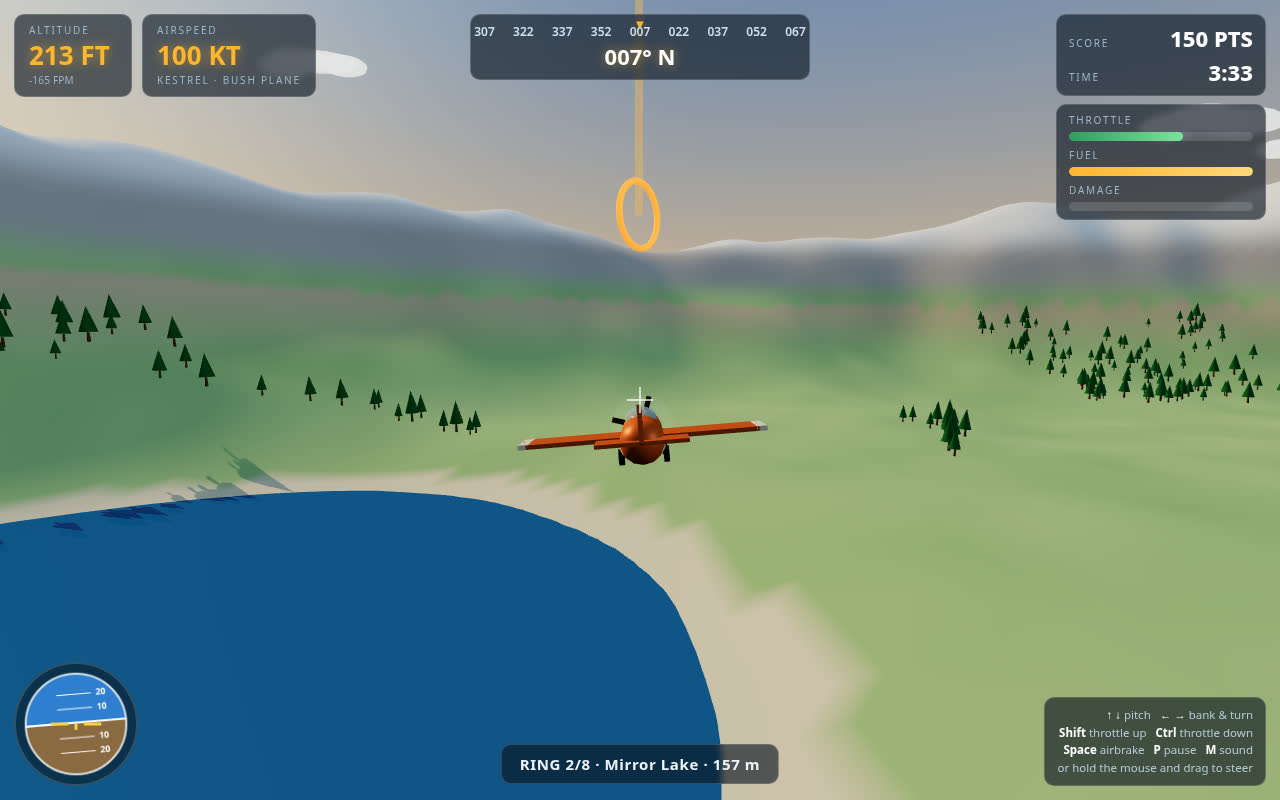 ALTITUDE
213 FT
-165 FPM
AIRSPEED
100 KT
KESTREL · BUSH PLANE
307 322 337 352 007 022 037 052 067
007° N
SCORE 150 PTS
TIME 3:33
THROTTLE
FUEL
DAMAGE
20
10
10
20
RING 2/8 · Mirror Lake · 157 m
↑ ↓ pitch ← → bank & turn
Shift throttle up Ctrl throttle down
Space airbrake P pause M sound
or hold the mouse and drag to steer